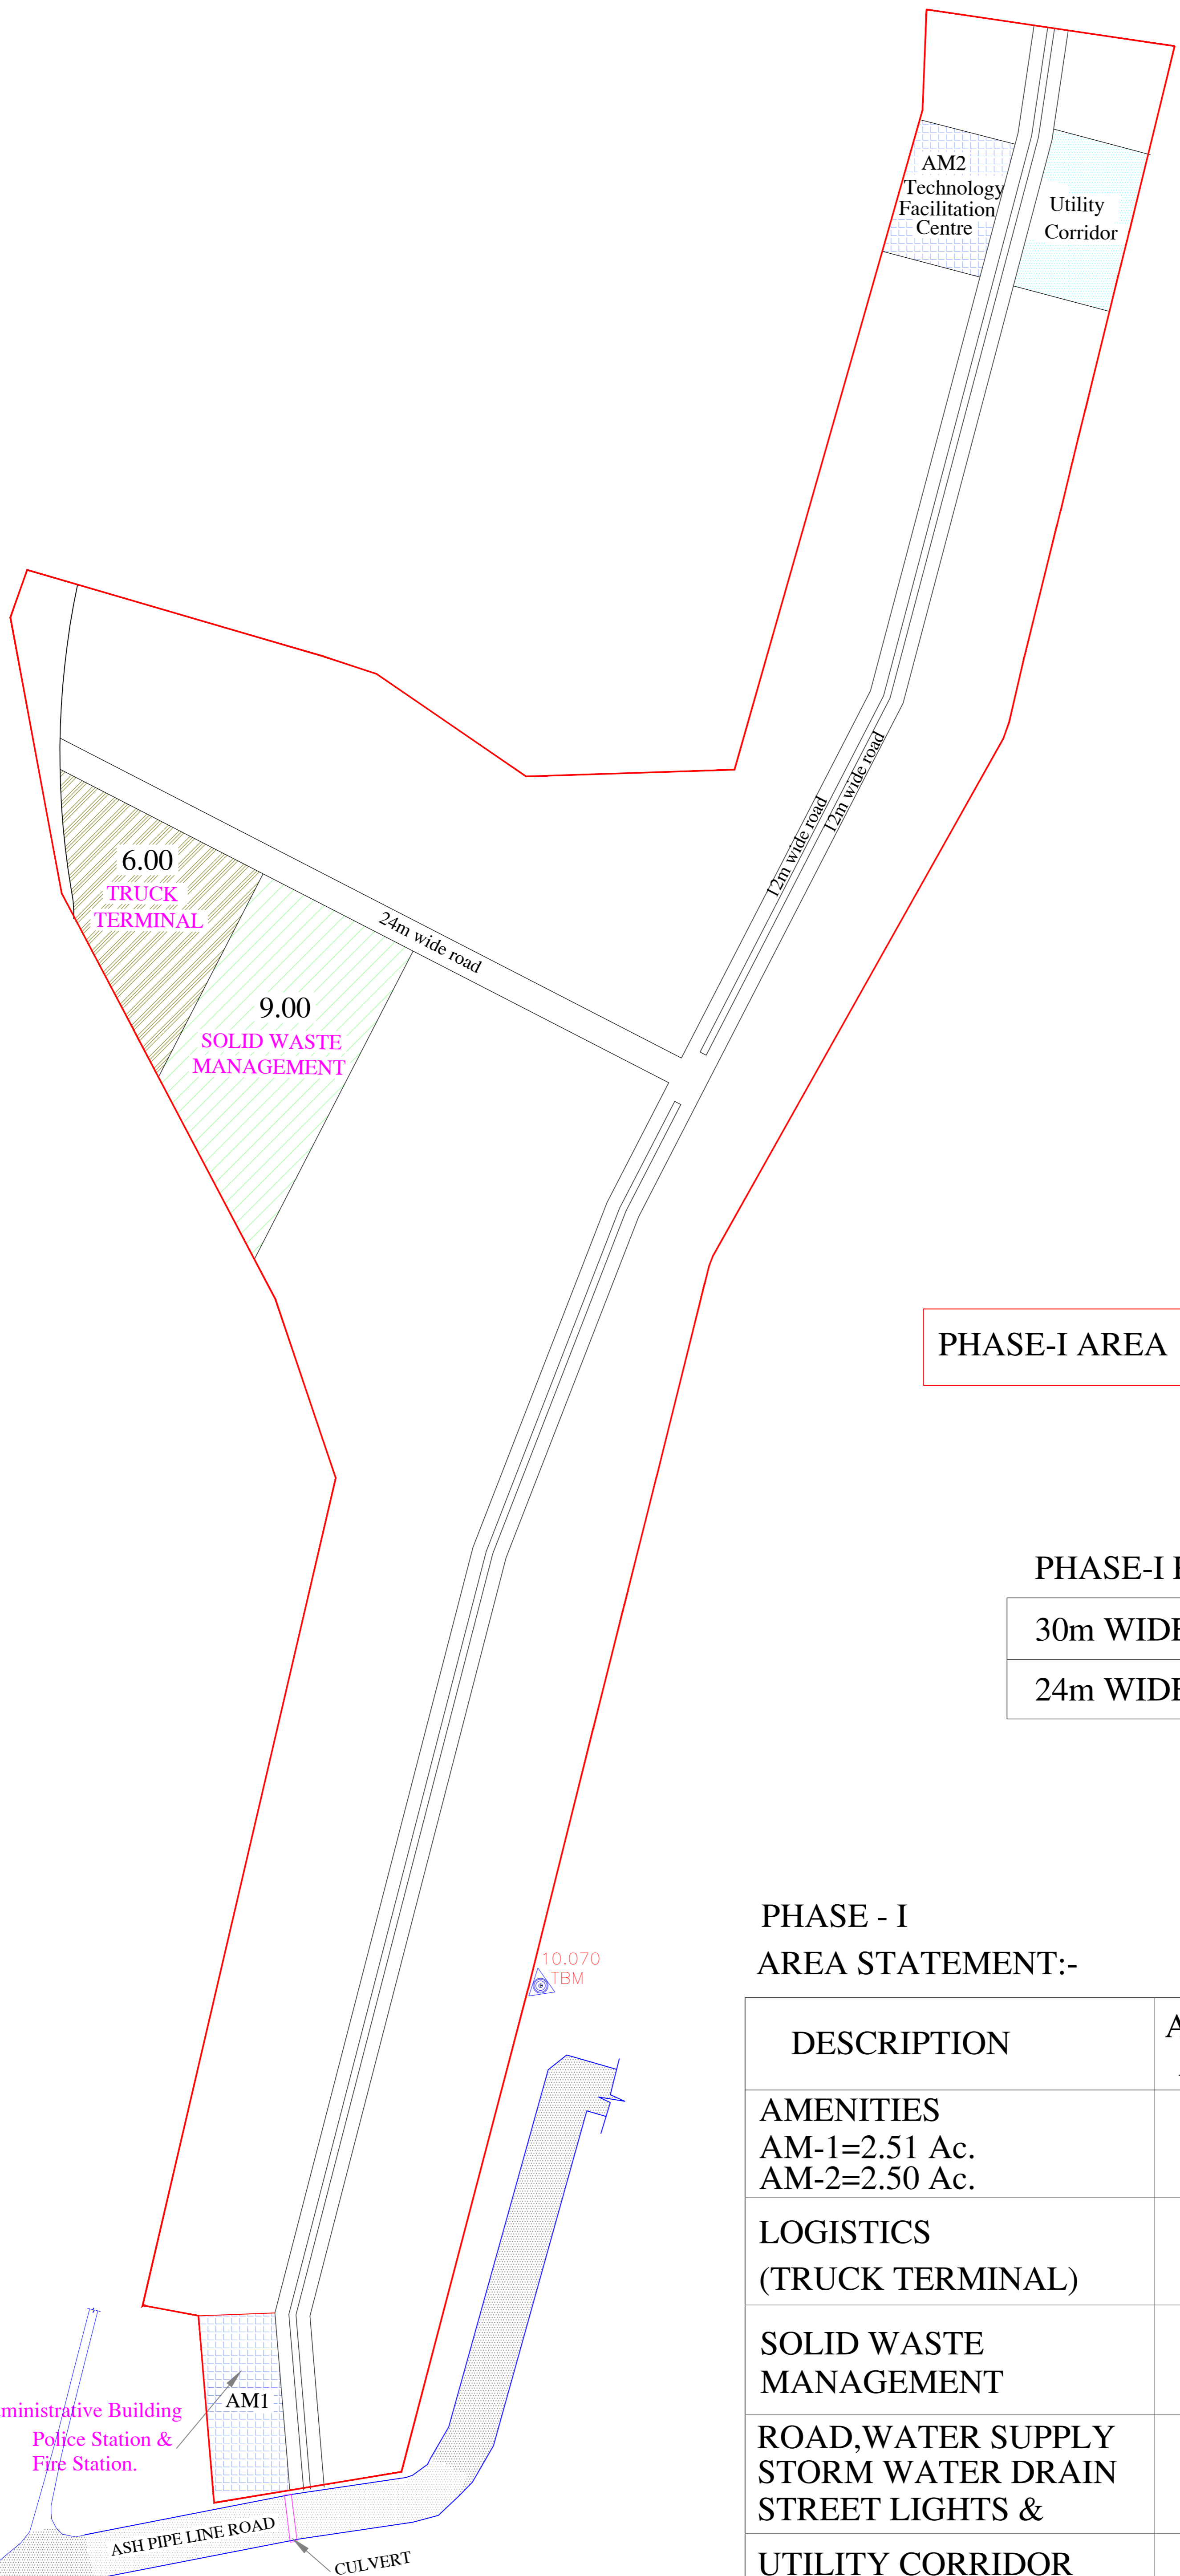 AM2
Technology
Facilitation
Centre
Utility
Corridor
12m wide road
12m wide road
6.00
TRUCK
TERMINAL
24m wide road
9.00
SOLID WASTE
MANAGEMENT
PHASE-I AREA
PHASE-I
30m WIDE
24m WIDE
10.070
TBM
PHASE - I
AREA STATEMENT:-
DESCRIPTION
AMENITIES
AM-1=2.51 Ac.
AM-2=2.50 Ac.
LOGISTICS
(TRUCK TERMINAL)
SOLID WASTE
MANAGEMENT
ROAD,WATER SUPPLY
STORM WATER DRAIN
STREET LIGHTS &
UTILITY CORRIDOR
AM1
ministrative Building
Police Station &
Fire Station.
ASH PIPE LINE ROAD
CULVERT